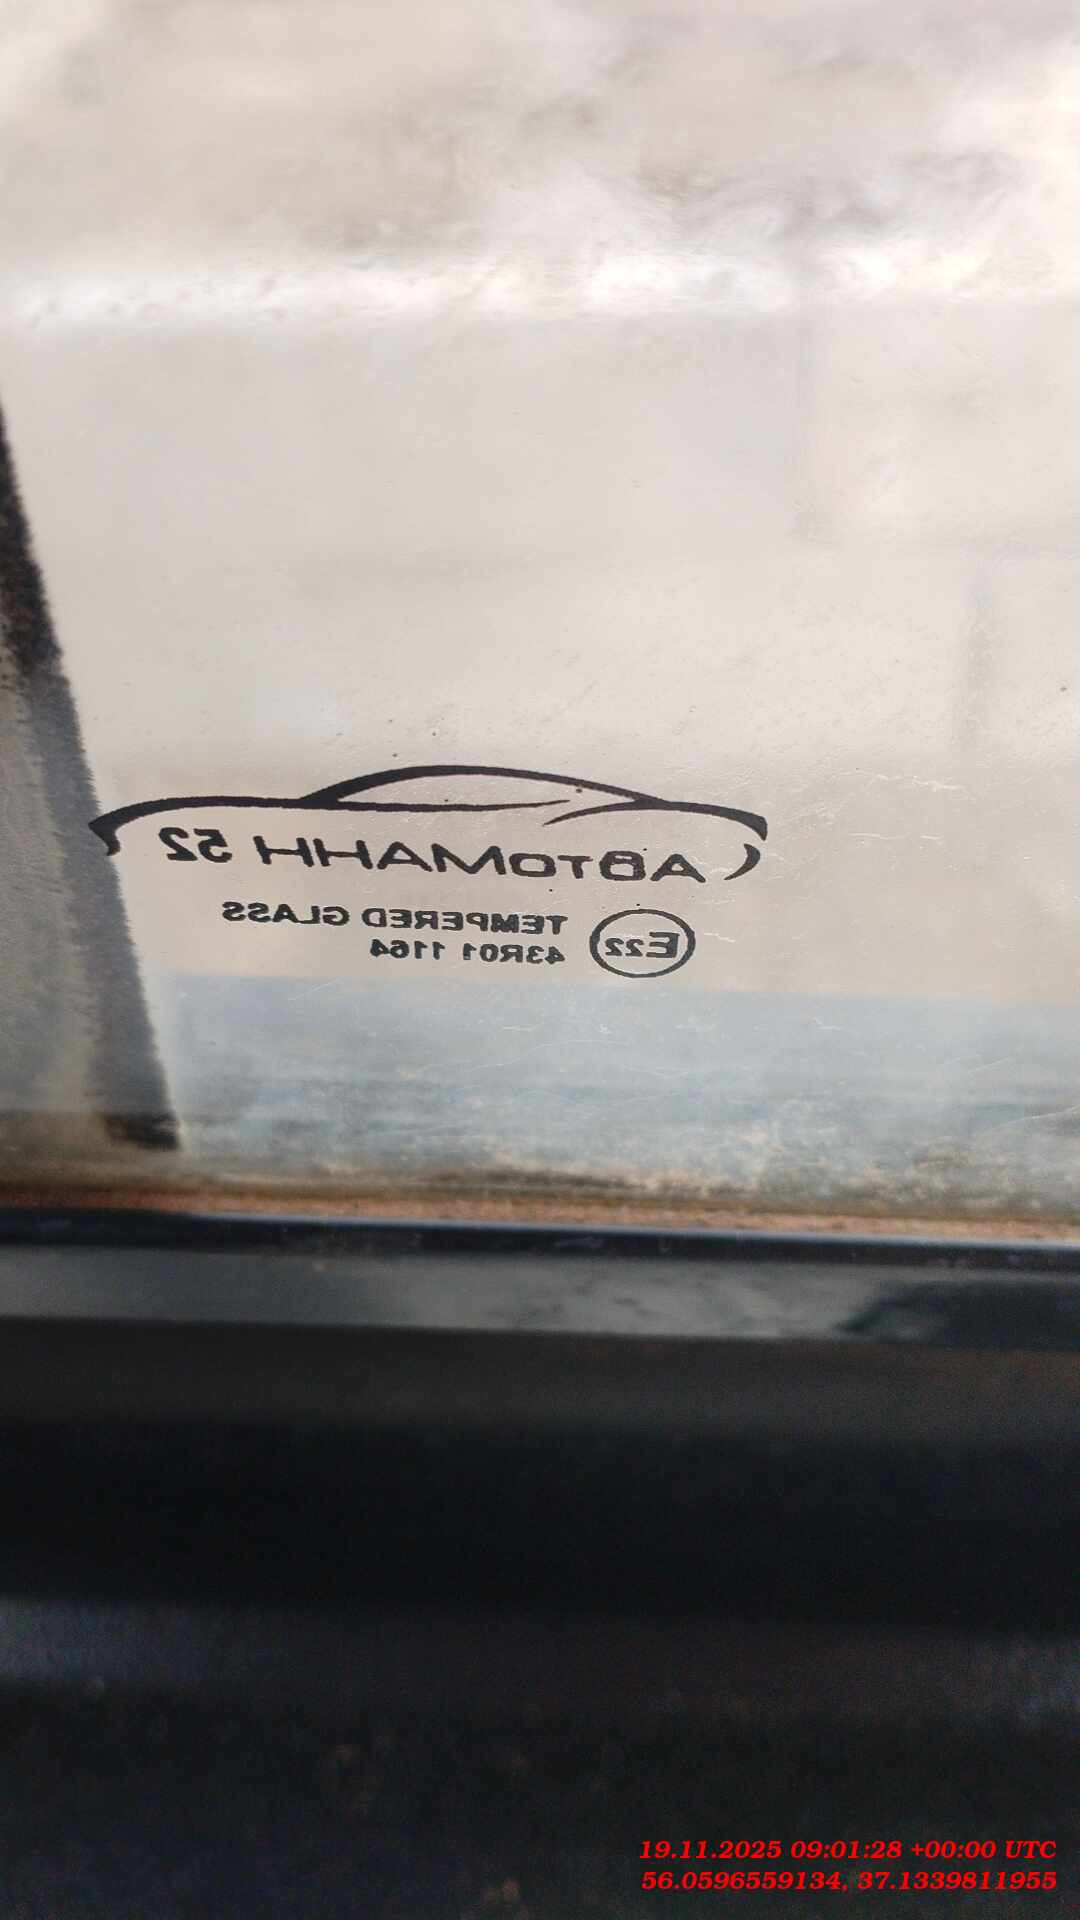 АВТОМАНН 52
E22
TEMPERED GLASS
43R01 1164
19.11.2025 09:01:28 +00:00 UTC
56.0596559134, 37.1339811955